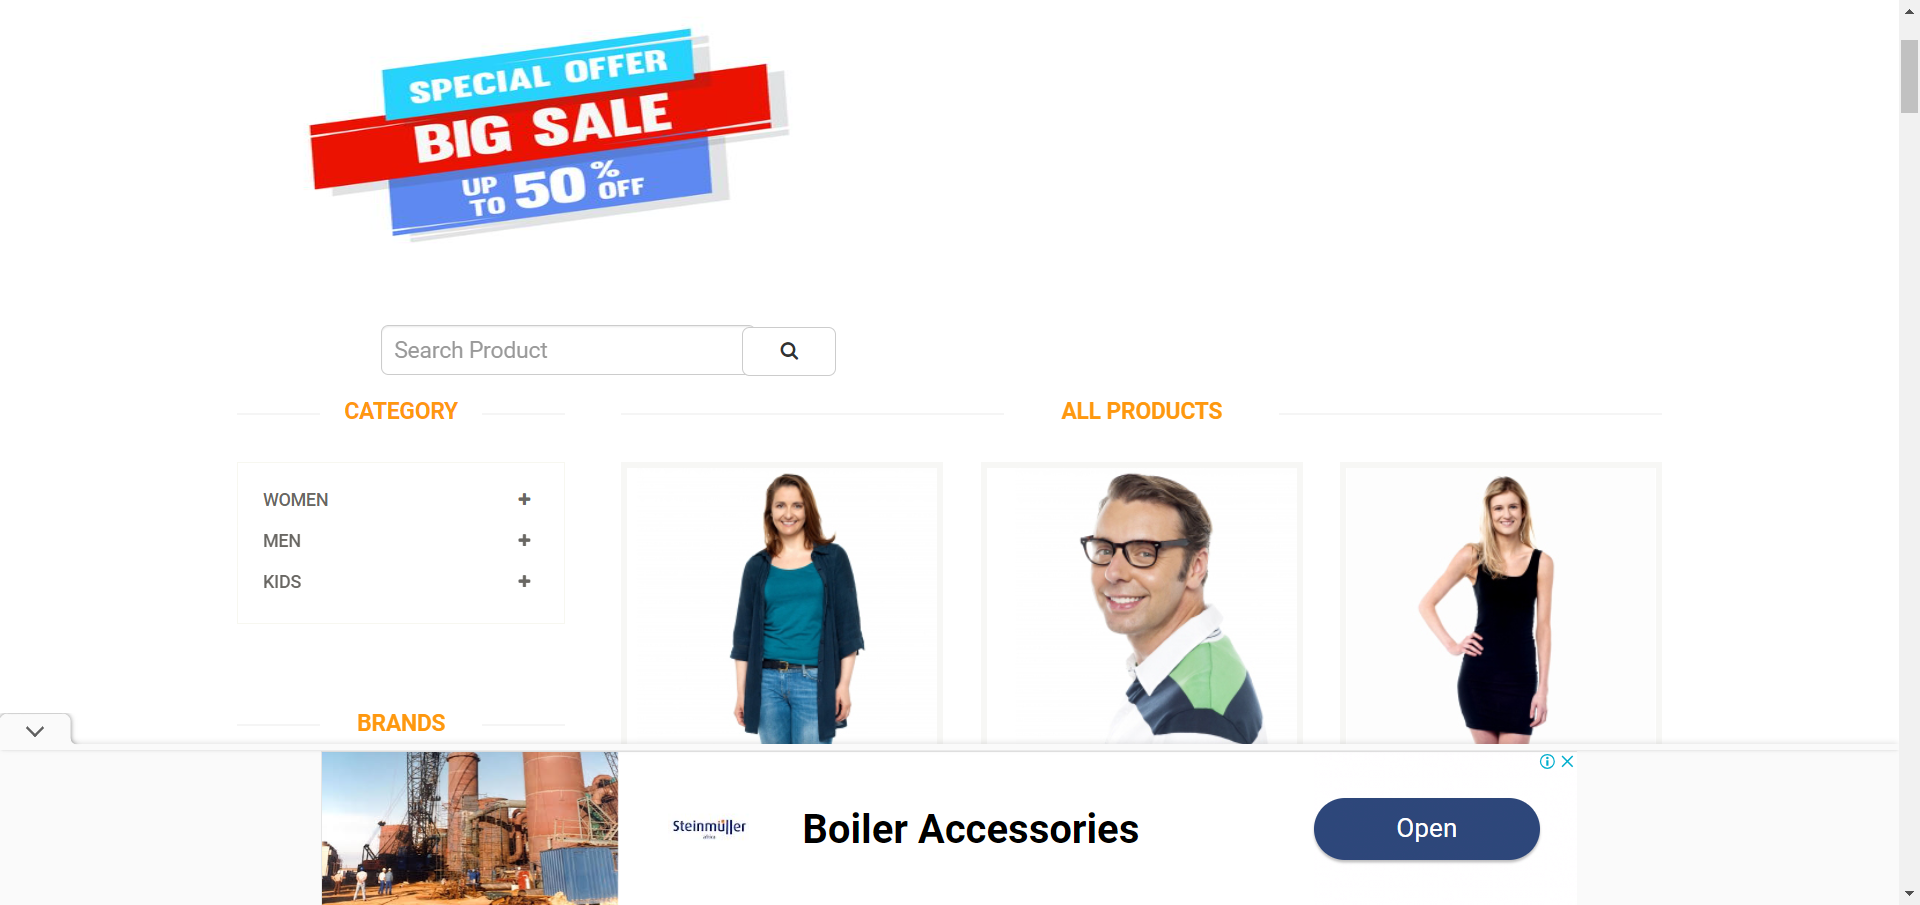 SPECIAL OFFER
BIG SALE
UP TO 50% OFF
Search Product
CATEGORY
ALL PRODUCTS
WOMEN
MEN
KIDS
BRANDS
Steinmüller
Boiler Accessories
Open